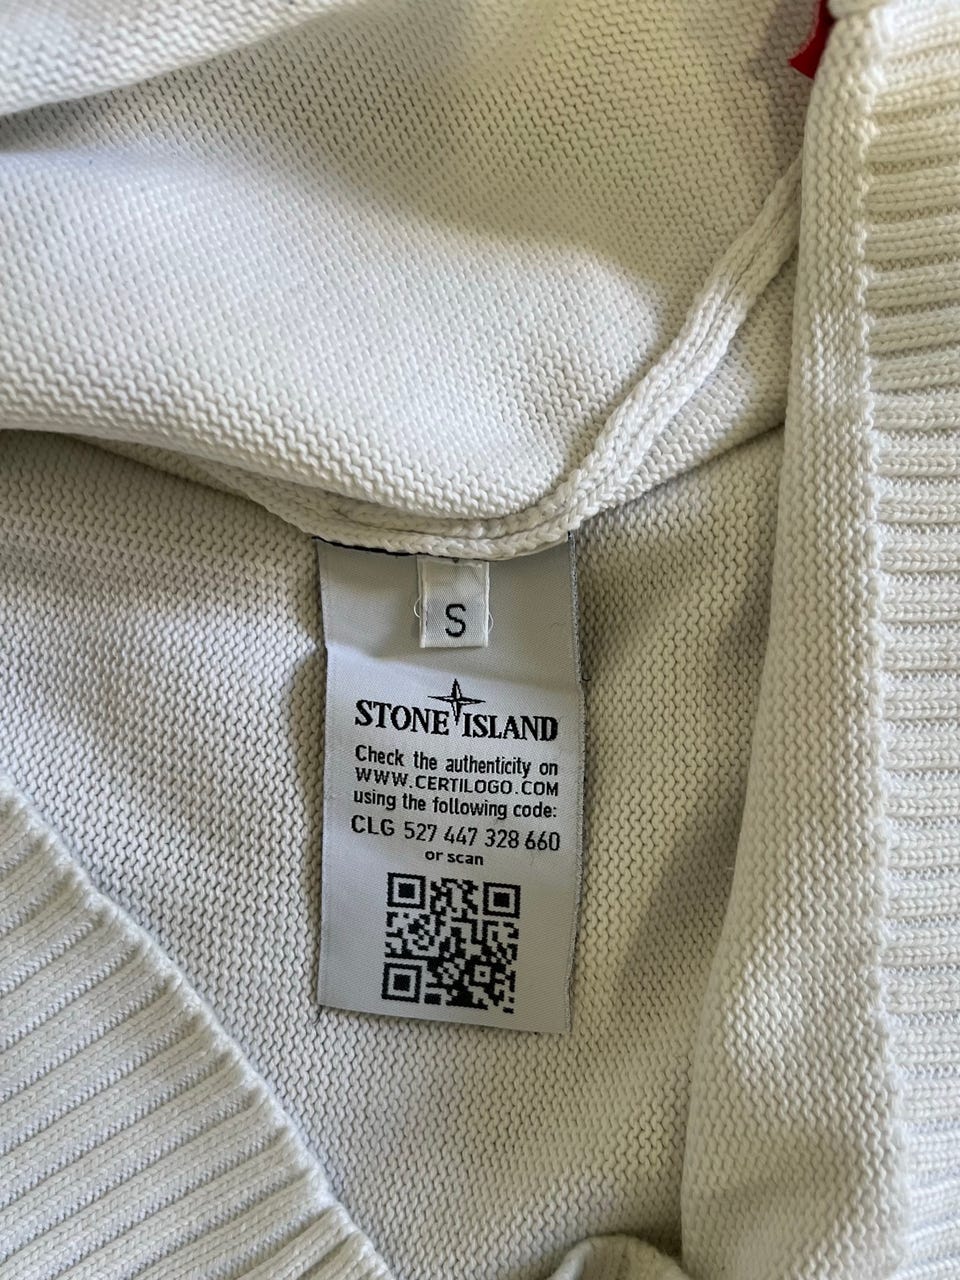 S
STONE ISLAND
Check the authenticity on
WWW.CERTILOGO.COM
using the following code:
CLG 527 447 328 660
or scan